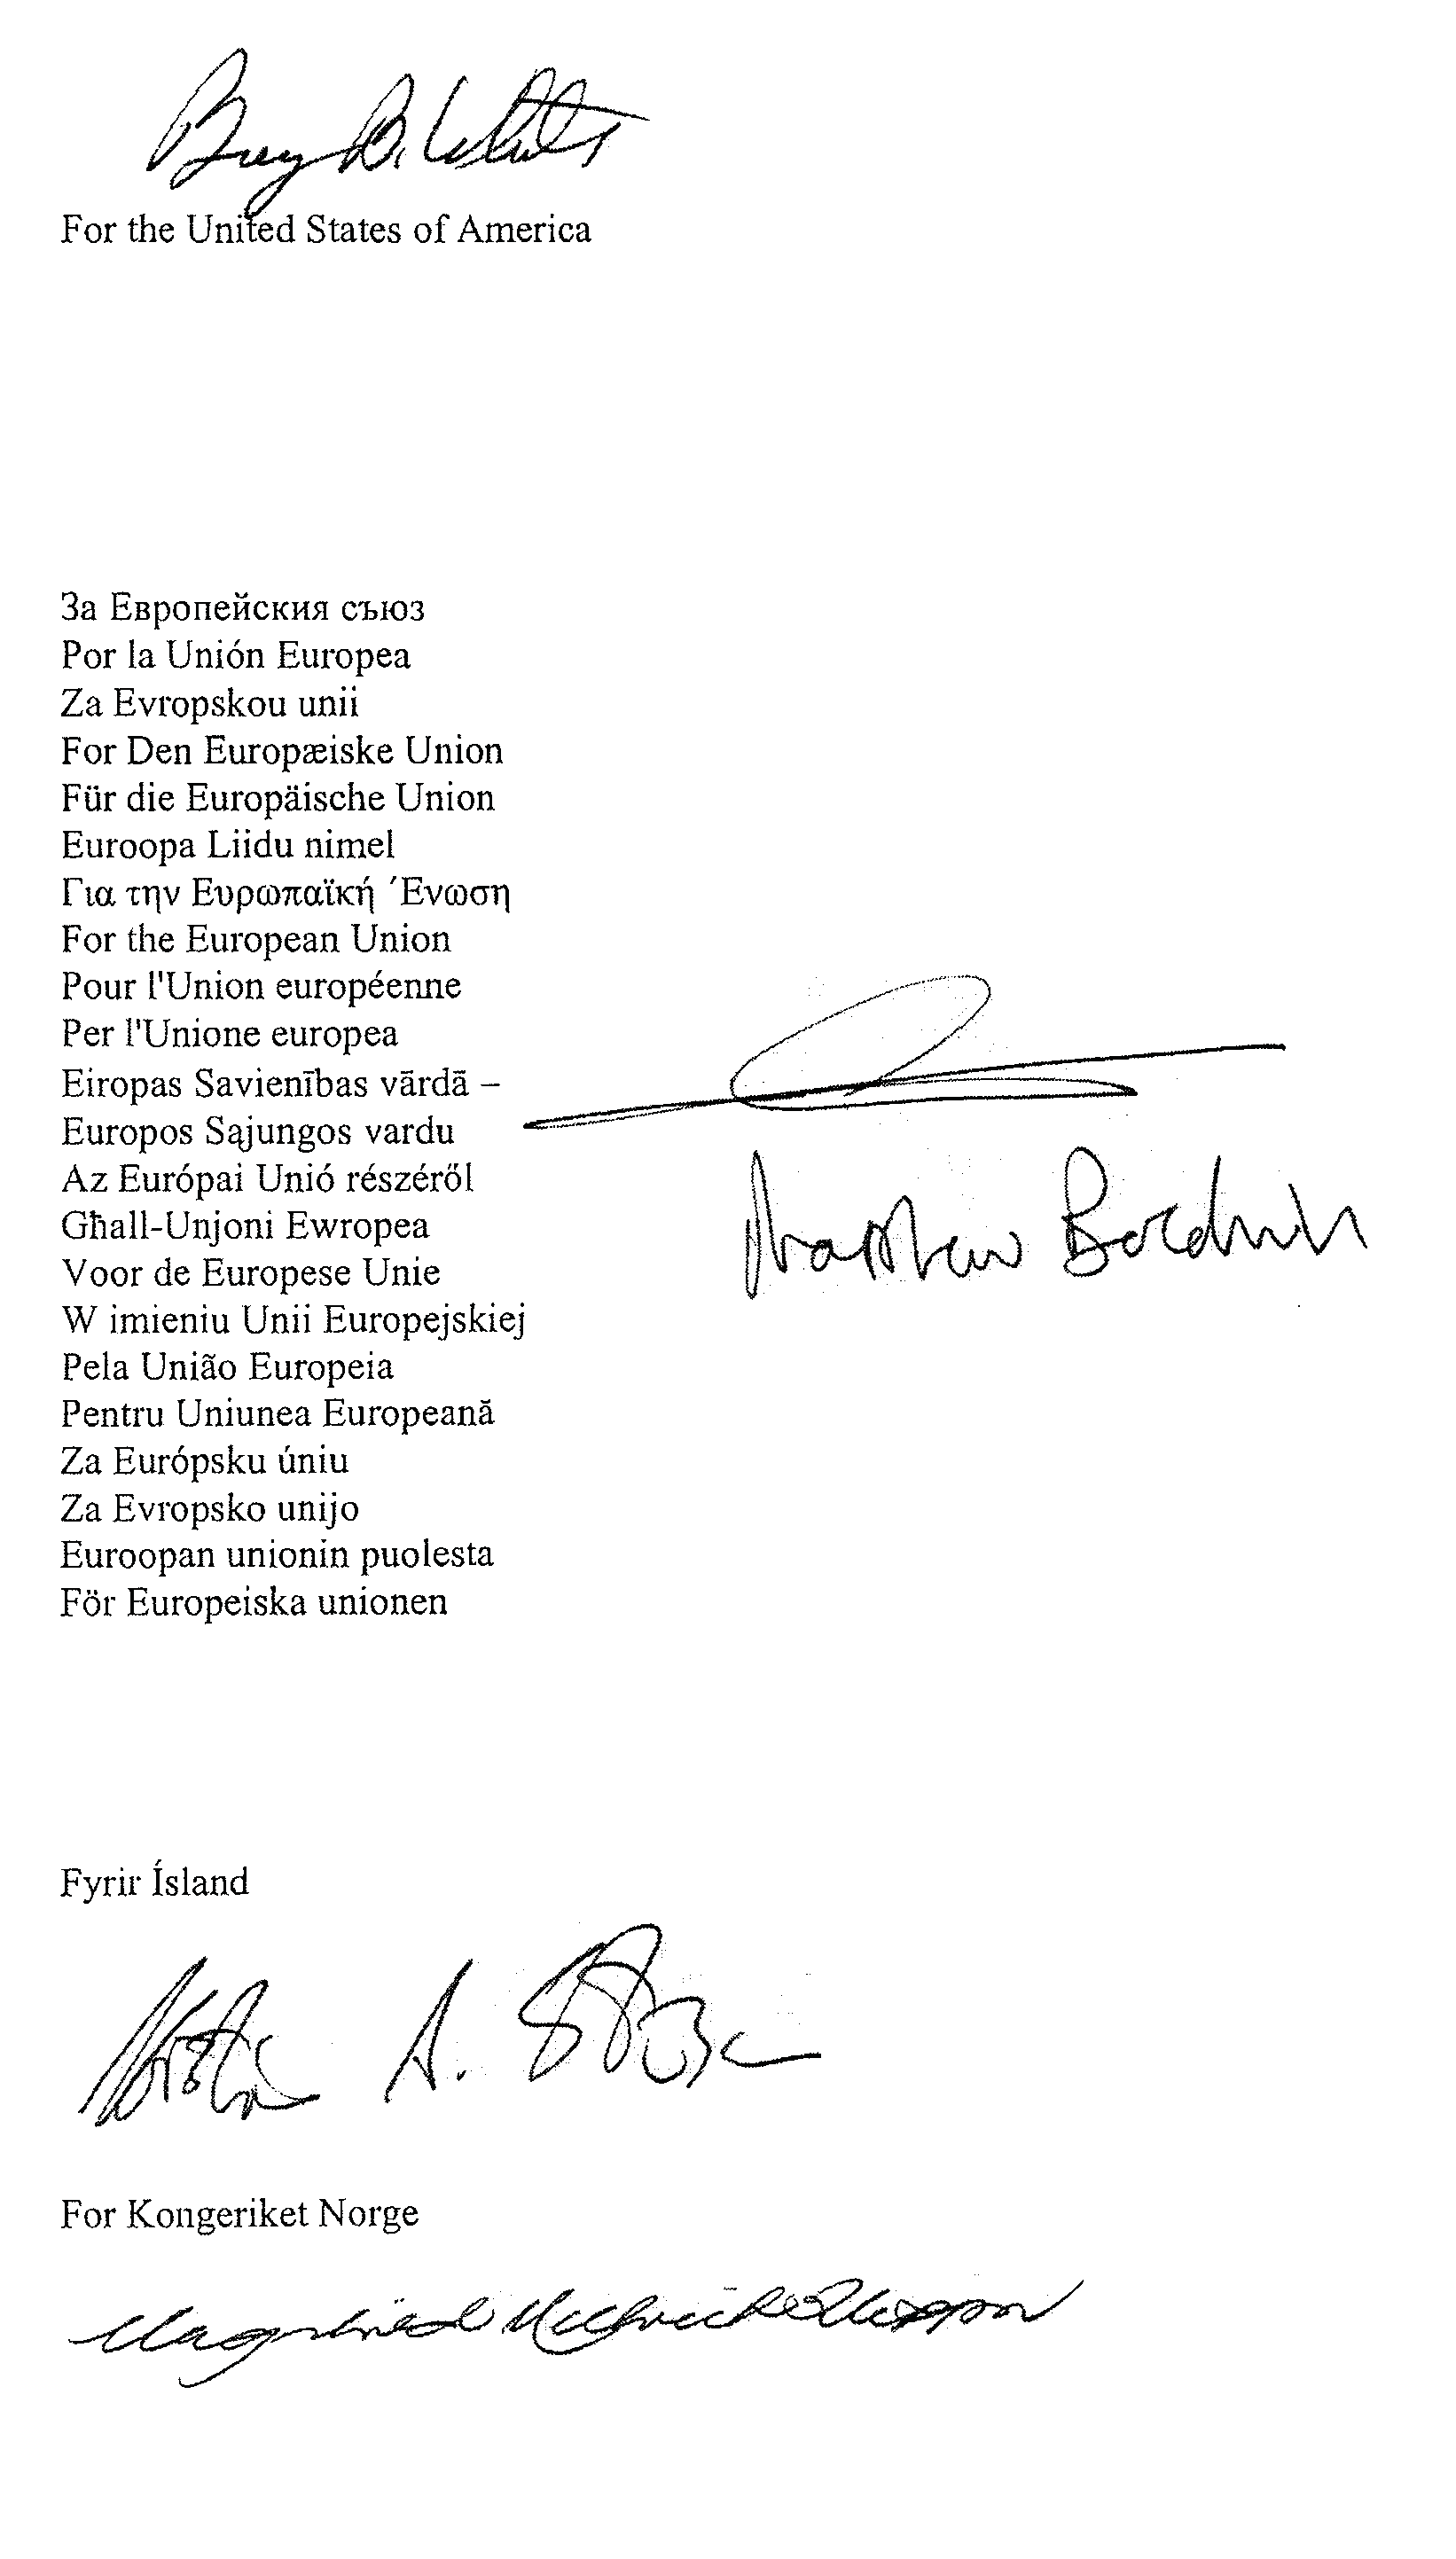 For the United States of America
За Европейския съюз
Por la Unión Europea
Za Evropskou unii
For Den Europæiske Union
Für die Europäische Union
Euroopa Liidu nimel
Για την Ευρωπαϊκή Ένωση
For the European Union
Pour l'Union européenne
Per l'Unione europea
Eiropas Savienības vārdā –
Europos Sąjungos vardu
Az Európai Unió részéről
Għall-Unjoni Ewropea
Voor de Europese Unie
W imieniu Unii Europejskiej
Pela União Europeia
Pentru Uniunea Europeană
Za Európsku úniu
Za Evropsko unijo
Euroopan unionin puolesta
För Europeiska unionen
Matthew
Fyrir Ísland
A.
For Kongeriket Norge